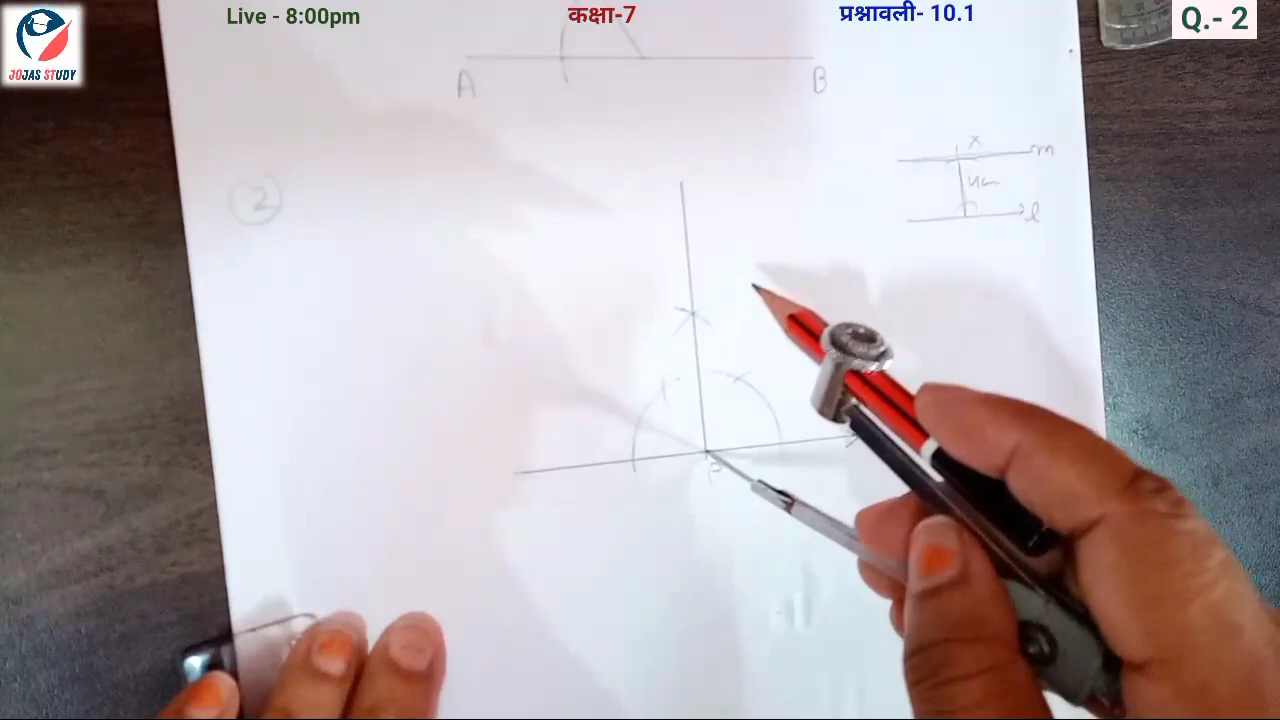 Live - 8:00pm
कक्षा-7
प्रश्नावली- 10.1
Q.- 2
JOJAS STUDY
A
B
x
m
4cm
l
2
P